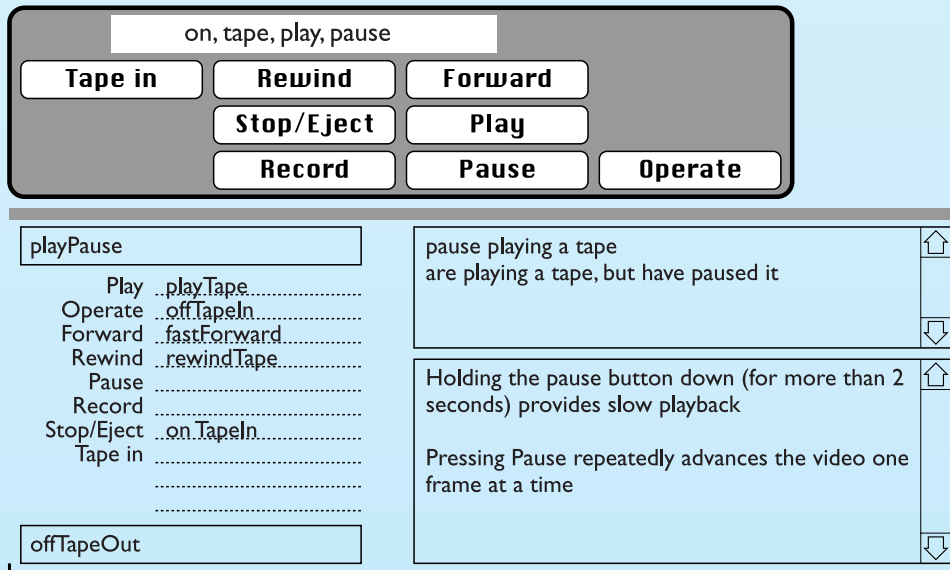 on, tape, play, pause
Tape in Rewind Forward
Stop/Eject Play
Record Pause Operate
playPause
Play playTape
Operate offTapeIn
Forward fastForward
Rewind rewindTape
Pause
Record
Stop/Eject onTapeIn
Tape in
offTapeOut
pause playing a tape
are playing a tape, but have paused it
Holding the pause button down (for more than 2
seconds) provides slow playback
Pressing Pause repeatedly advances the video one
frame at a time